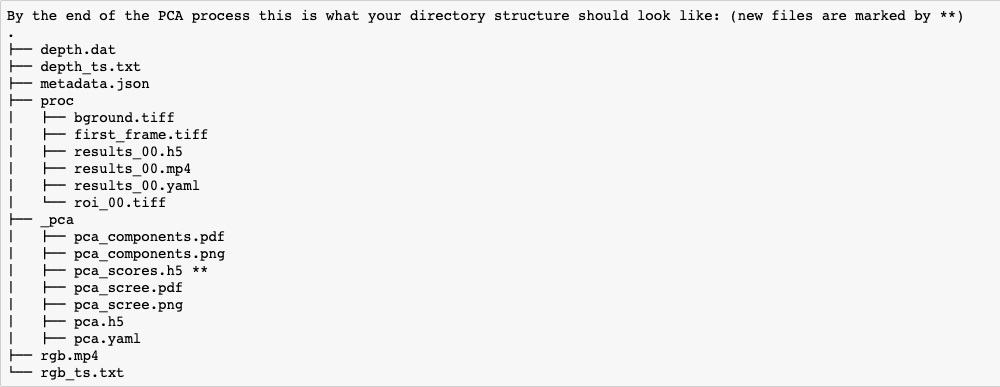 By the end of the PCA process this is what your directory structure should look like: (new files are marked by **)
.
├── depth.dat
├── depth_ts.txt
├── metadata.json
├── proc
│   ├── bground.tiff
│   ├── first_frame.tiff
│   ├── results_00.h5
│   ├── results_00.mp4
│   ├── results_00.yaml
│   └── roi_00.tiff
├── _pca
│   ├── pca_components.pdf
│   ├── pca_components.png
│   ├── pca_scores.h5 **
│   ├── pca_scree.pdf
│   ├── pca_scree.png
│   ├── pca.h5
│   ├── pca.yaml
├── rgb.mp4
└── rgb_ts.txt